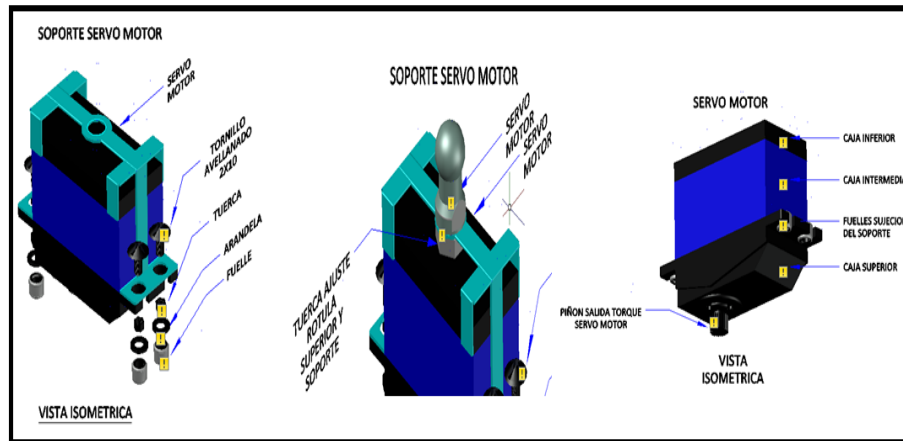 SOPORTE SERVO MOTOR
SERVO
MOTOR
TORNILLO
AVELLANADO
2X10
TUERCA
ARANDELA
FUELLE
VISTA ISOMETRICA
SOPORTE SERVO MOTOR
SERVO
MOTOR
SERVO
MOTOR
TUERCA AJUSTE
ROTULA
SUPERIOR Y
SOPORTE
SERVO MOTOR
CAJA INFERIOR
CAJA INTERMEDI
FUELLES SUJECION
DEL SOPORTE
CAJA SUPERIOR
PIÑON SALIDA TORQUE
SERVO MOTOR
VISTA
ISOMETRICA